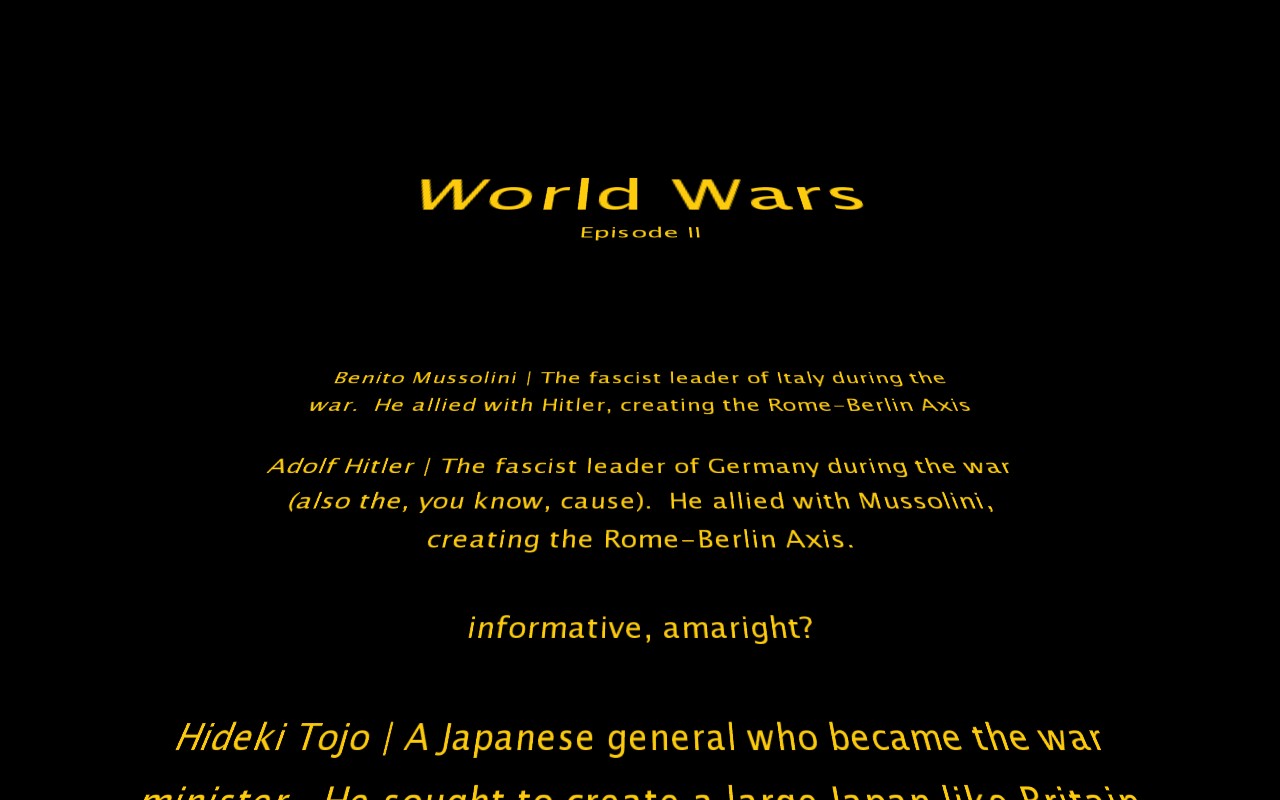 World Wars
Episode II
Benito Mussolini | The fascist leader of Italy during the
war.  He allied with Hitler, creating the Rome-Berlin Axis
Adolf Hitler | The fascist leader of Germany during the war
(also the, you know, cause).  He allied with Mussolini,
creating the Rome-Berlin Axis.
informative, amaright?
Hideki Tojo | A Japanese general who became the war
minister.  He sought to create a large Japan like Britain